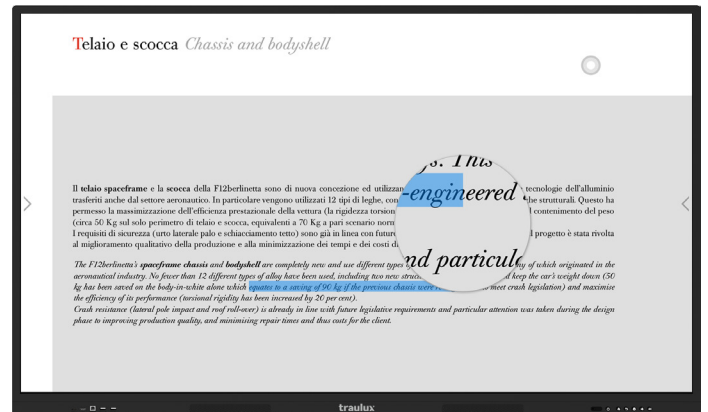 Telaio e scocca Chassis and bodyshell
Il telaio spaceframe e la scocca della F12berlinetta sono di nuova concezione ed utilizzan tecnologie dell'alluminio
trasferiti anche dal settore aeronautico. In particolare vengono utilizzati 12 tipi di leghe, con che strutturali. Questo ha
permesso la massimizzazione dell'efficienza prestazionale della vettura (la rigidezza torsion l contenimento del peso
(circa 50 Kg sul solo perimetro di telaio e scocca, equivalenti a 70 Kg a pari scenario norm
I requisiti di sicurezza (urto laterale palo e schiacciamento tetto) sono già in linea con future l progetto è stata rivolta
al miglioramento qualitativo della produzione e alla minimizzazione dei tempi e dei costi di
. This
-engineered
nd particula
The F12berlinetta's spaceframe chassis and bodyshell are completely new and use different types ny of which originated in the
aeronautical industry. No fewer than 12 different types of alloy have been used, including two new struc keep the car's weight down (50
kg has been saved on the body-in-white alone which equates to a saving of 90 kg if the previous chassis were meet crash legislation) and maximise
the efficiency of its performance (torsional rigidity has been increased by 20 per cent).
Crash resistance (lateral pole impact and roof roll-over) is already in line with future legislative requirements and particular attention was taken during the design
phase to improving production quality, and minimising repair times and thus costs for the client.
traulux